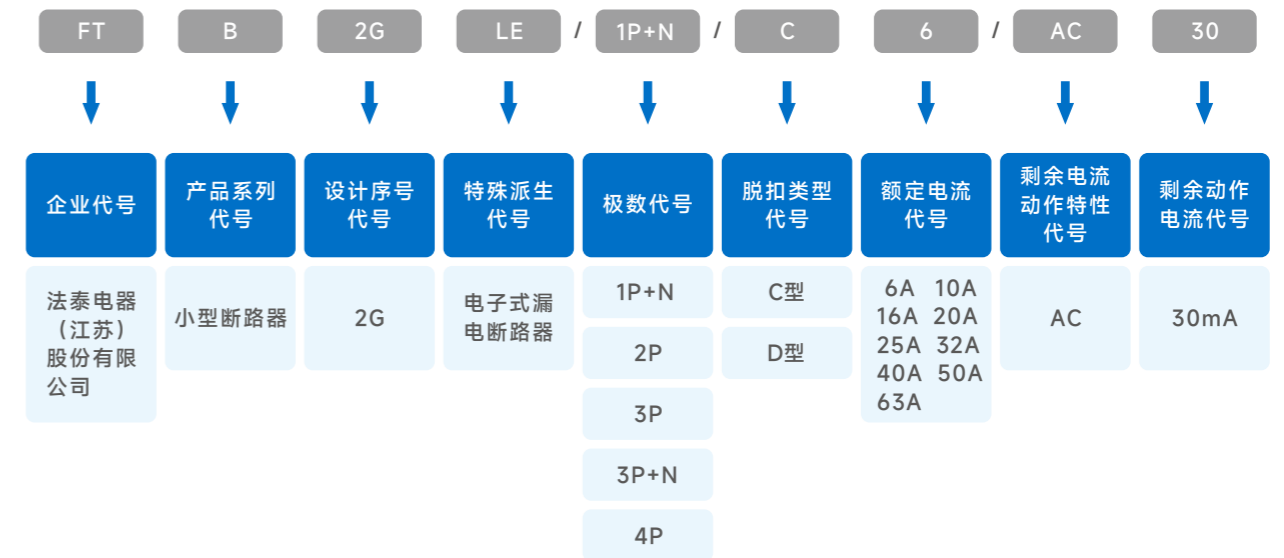 FT B 2G LE / 1P+N / C 6 / AC 30
企业代号
产品系列
代号
设计序号
代号
特殊派生
代号
极数代号
脱扣类型
代号
额定电流
代号
剩余电流
动作特性
代号
剩余动作
电流代号
法泰电器
（江苏）
股份有限
公司
小型断路器
2G
电子式漏
电断路器
1P+N
2P
3P
3P+N
4P
C型
D型
6A 10A
16A 20A
25A 32A
40A 50A
63A
AC
30mA